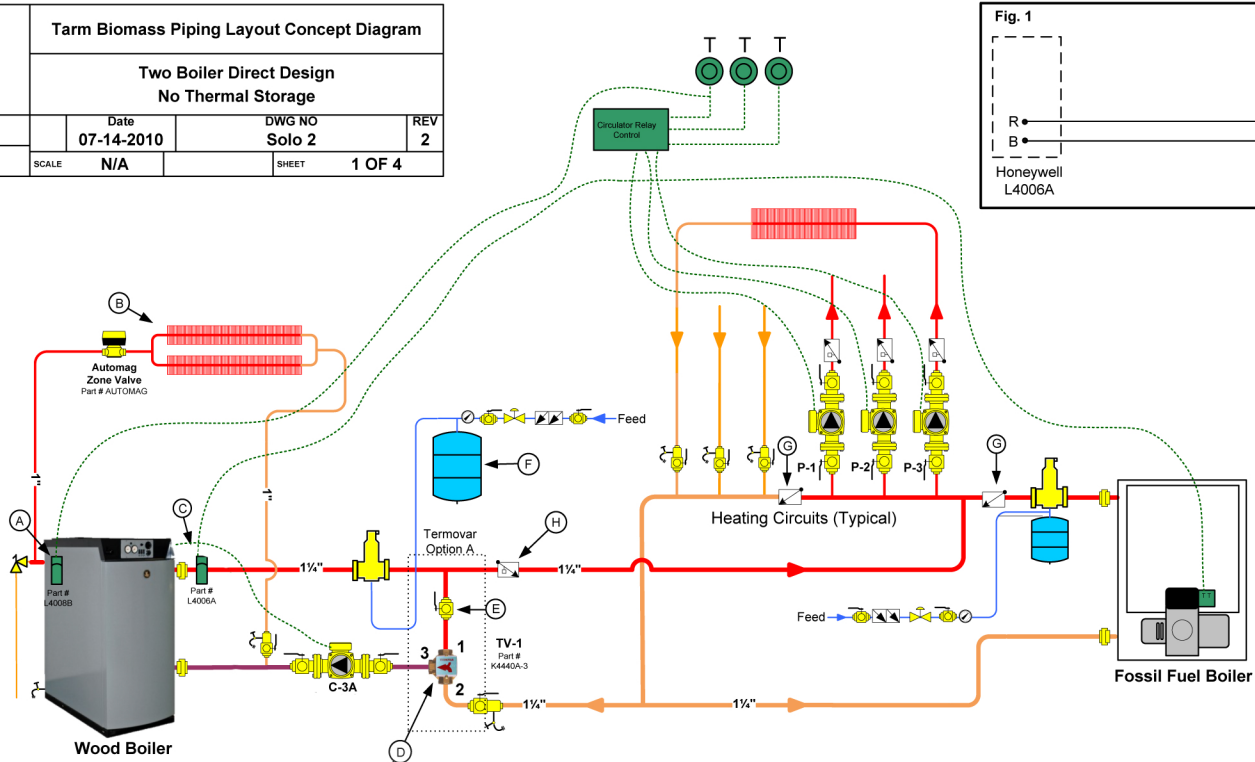 Tarm Biomass Piping Layout Concept Diagram
Two Boiler Direct Design
No Thermal Storage
Date
07-14-2010
DWG NO
Solo 2
REV
2
SCALE
N/A
SHEET
1 OF 4
Fig. 1
R
B
Honeywell
L4006A
T T T
Circulator Relay
Control
B
Automag
Zone Valve
Part # AUTOMAG
Feed
F
1"
1"
A
C
Part #
L4008B
Part #
L4006A
1¼"
Termovar
Option A
H
1¼"
E
G
P-1
P-2
P-3
G
Heating Circuits (Typical)
Feed
T T
3
1
2
TV-1
Part #
K4440A-3
C-3A
1¼"
1¼"
D
Wood Boiler
Fossil Fuel Boiler